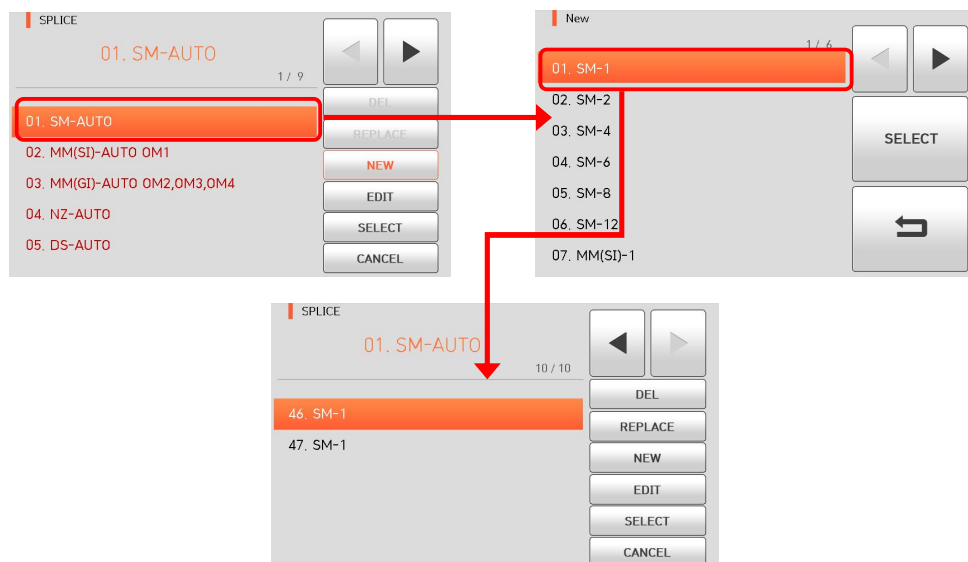 SPLICE
01. SM-AUTO
1 / 9
01. SM-AUTO
02. MM(SI)-AUTO OM1
03. MM(GI)-AUTO OM2,OM3,OM4
04. NZ-AUTO
05. DS-AUTO
DEL
REPLACE
NEW
EDIT
SELECT
CANCEL
New
1 / 6
01. SM-1
02. SM-2
03. SM-4
04. SM-6
05. SM-8
06. SM-12
07. MM(SI)-1
SELECT
SPLICE
01. SM-AUTO
10 / 10
46. SM-1
47. SM-1
DEL
REPLACE
NEW
EDIT
SELECT
CANCEL